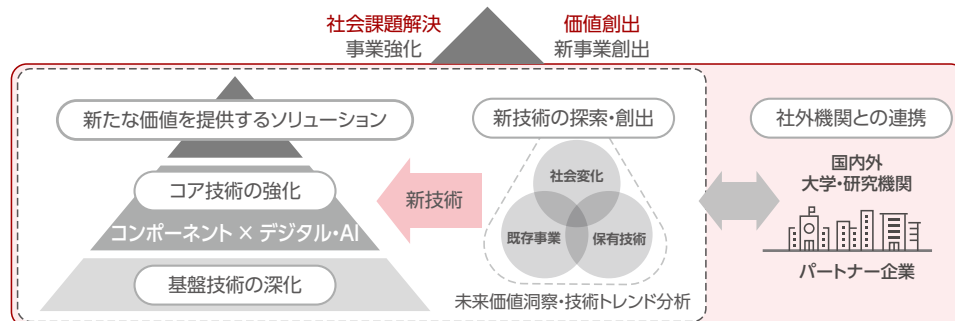 社会課題解決
事業強化
価値創出
新事業創出
新たな価値を提供するソリューション
コア技術の強化
コンポーネント × デジタル・AI
基盤技術の深化
新技術
新技術の探索・創出
社会変化
既存事業
保有技術
未来価値洞察・技術トレンド分析
社外機関との連携
国内外
大学・研究機関
パートナー企業